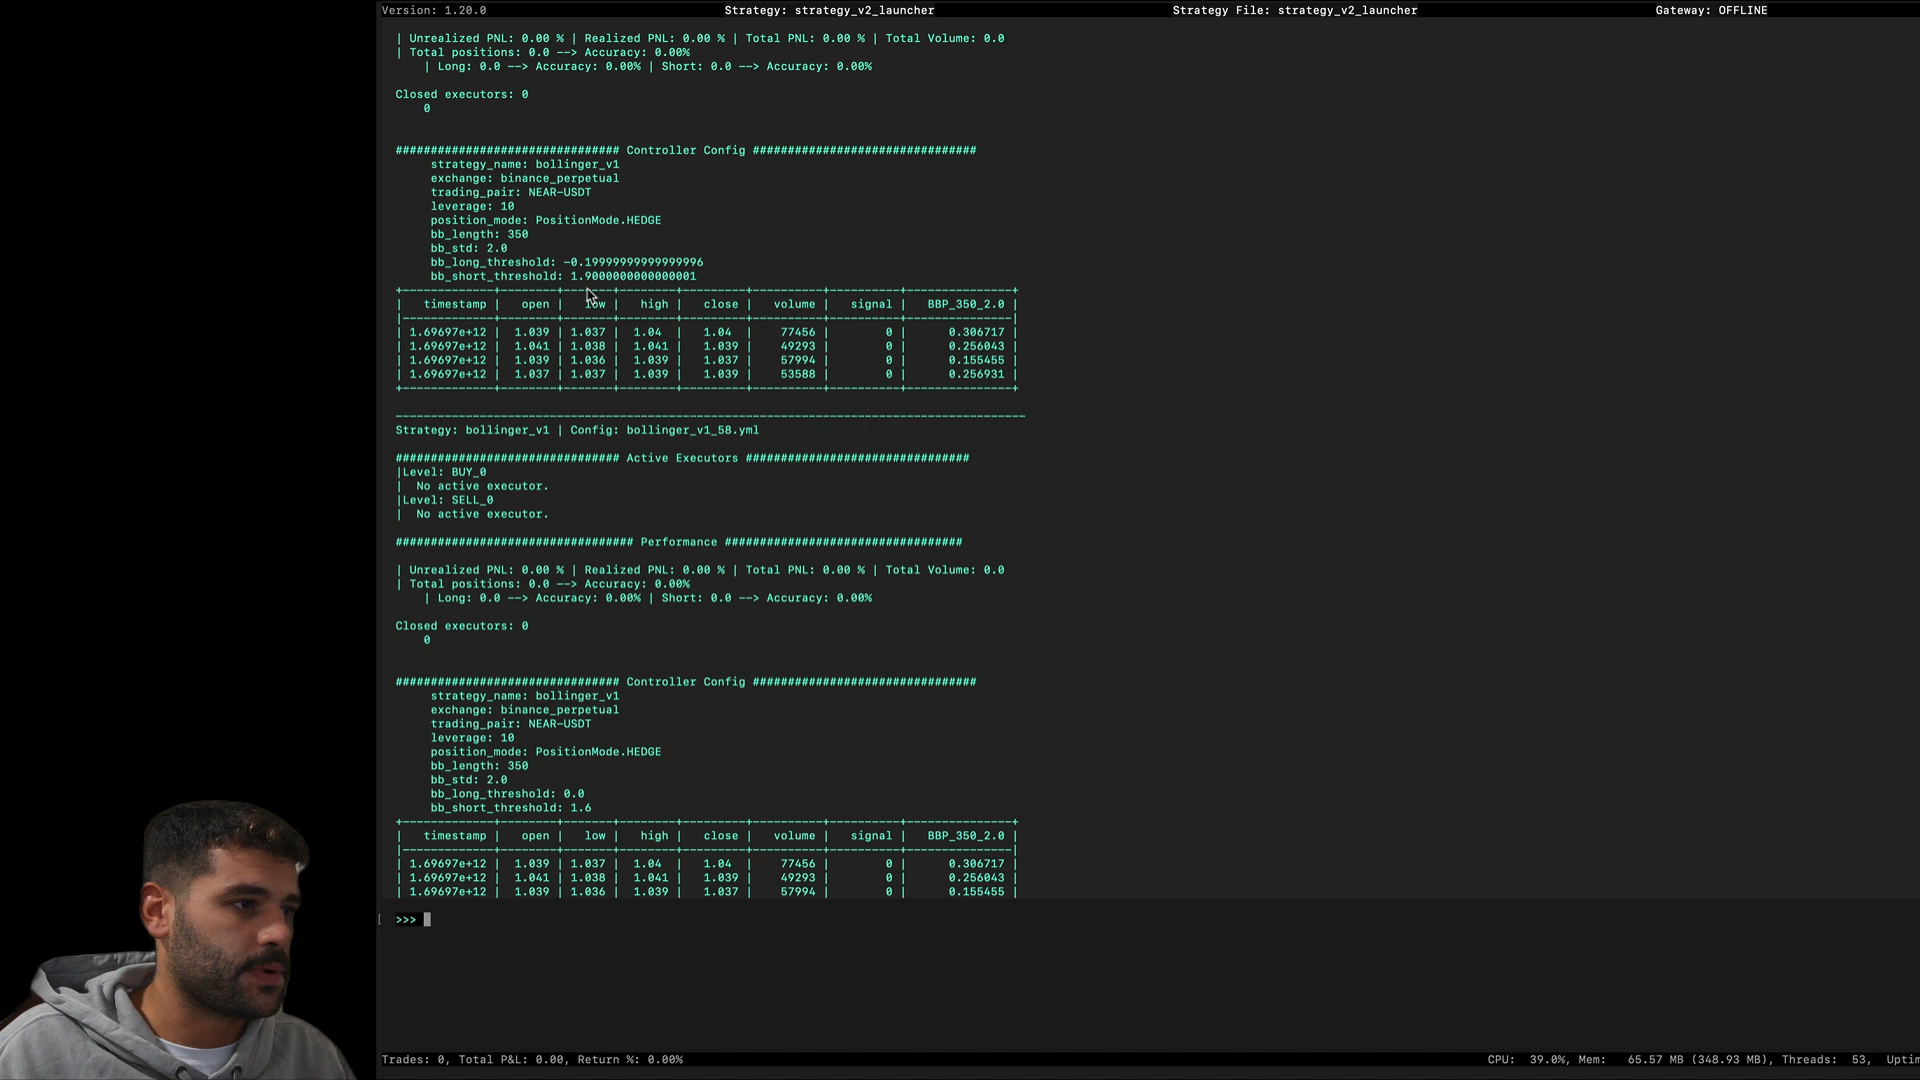 Version: 1.20.0 Strategy: strategy_v2_launcher Strategy File: strategy_v2_launcher Gateway: OFFLINE
| Unrealized PNL: 0.00 % | Realized PNL: 0.00 % | Total PNL: 0.00 % | Total Volume: 0.0
| Total positions: 0.0 --> Accuracy: 0.00%
| Long: 0.0 --> Accuracy: 0.00% | Short: 0.0 --> Accuracy: 0.00%
Closed executors: 0
0
################################ Controller Config ################################
strategy_name: bollinger_v1
exchange: binance_perpetual
trading_pair: NEAR-USDT
leverage: 10
position_mode: PositionMode.HEDGE
bb_length: 350
bb_std: 2.0
bb_long_threshold: -0.19999999999999996
bb_short_threshold: 1.9000000000000001
| timestamp | open | low | high | close | volume | signal | BBP_350_2.0 |
| 1.69697e+12 | 1.039 | 1.037 | 1.04 | 1.04 | 77456 | 0 | 0.306717 |
| 1.69697e+12 | 1.041 | 1.038 | 1.041 | 1.039 | 49293 | 0 | 0.256043 |
| 1.69697e+12 | 1.039 | 1.036 | 1.039 | 1.037 | 57994 | 0 | 0.155455 |
| 1.69697e+12 | 1.037 | 1.037 | 1.039 | 1.039 | 53588 | 0 | 0.256931 |
Strategy: bollinger_v1 | Config: bollinger_v1_58.yml
################################ Active Executors ################################
|Level: BUY_0
| No active executor.
|Level: SELL_0
| No active executor.
################################## Performance ##################################
| Unrealized PNL: 0.00 % | Realized PNL: 0.00 % | Total PNL: 0.00 % | Total Volume: 0.0
| Total positions: 0.0 --> Accuracy: 0.00%
| Long: 0.0 --> Accuracy: 0.00% | Short: 0.0 --> Accuracy: 0.00%
Closed executors: 0
0
################################ Controller Config ################################
strategy_name: bollinger_v1
exchange: binance_perpetual
trading_pair: NEAR-USDT
leverage: 10
position_mode: PositionMode.HEDGE
bb_length: 350
bb_std: 2.0
bb_long_threshold: 0.0
bb_short_threshold: 1.6
| timestamp | open | low | high | close | volume | signal | BBP_350_2.0 |
| 1.69697e+12 | 1.039 | 1.037 | 1.04 | 1.04 | 77456 | 0 | 0.306717 |
| 1.69697e+12 | 1.041 | 1.038 | 1.041 | 1.039 | 49293 | 0 | 0.256043 |
| 1.69697e+12 | 1.039 | 1.036 | 1.039 | 1.037 | 57994 | 0 | 0.155455 |
[ >>>
Trades: 0, Total P&L: 0.00, Return %: 0.00% CPU: 39.0%, Mem: 65.57 MB (348.93 MB), Threads: 53, Uptim